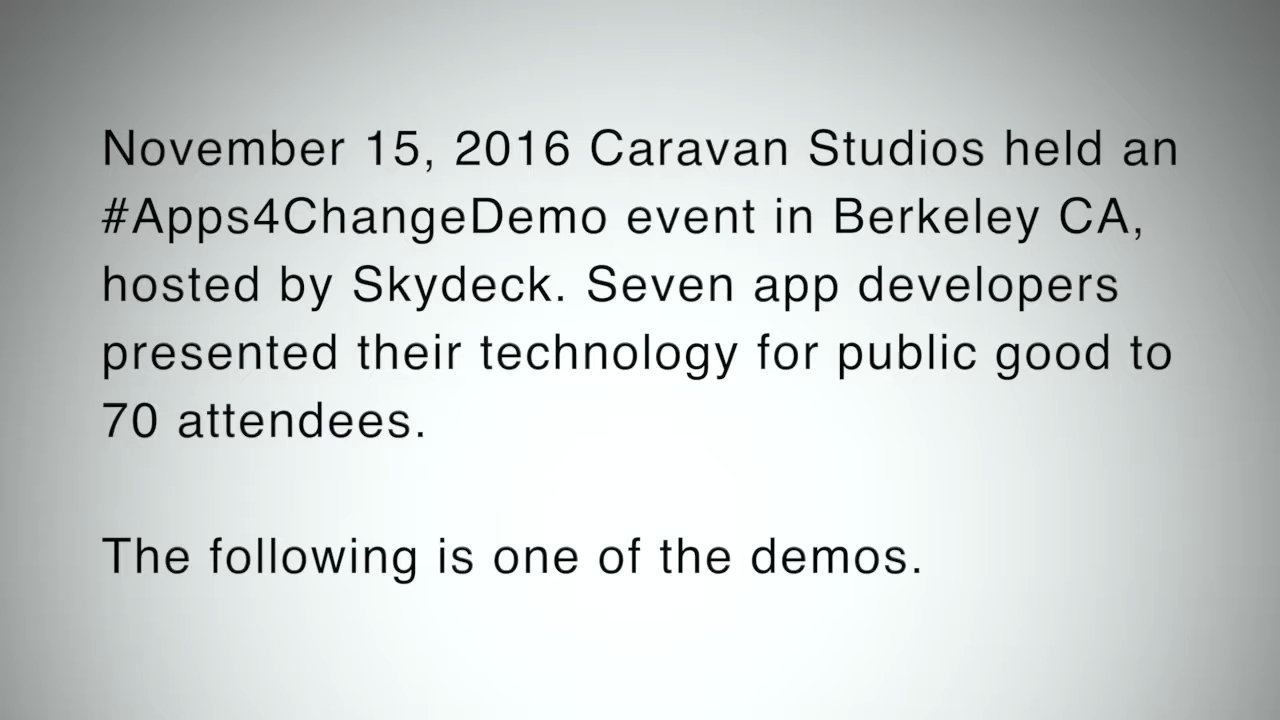 November 15, 2016 Caravan Studios held an
#Apps4ChangeDemo event in Berkeley CA,
hosted by Skydeck. Seven app developers
presented their technology for public good to
70 attendees.
The following is one of the demos.